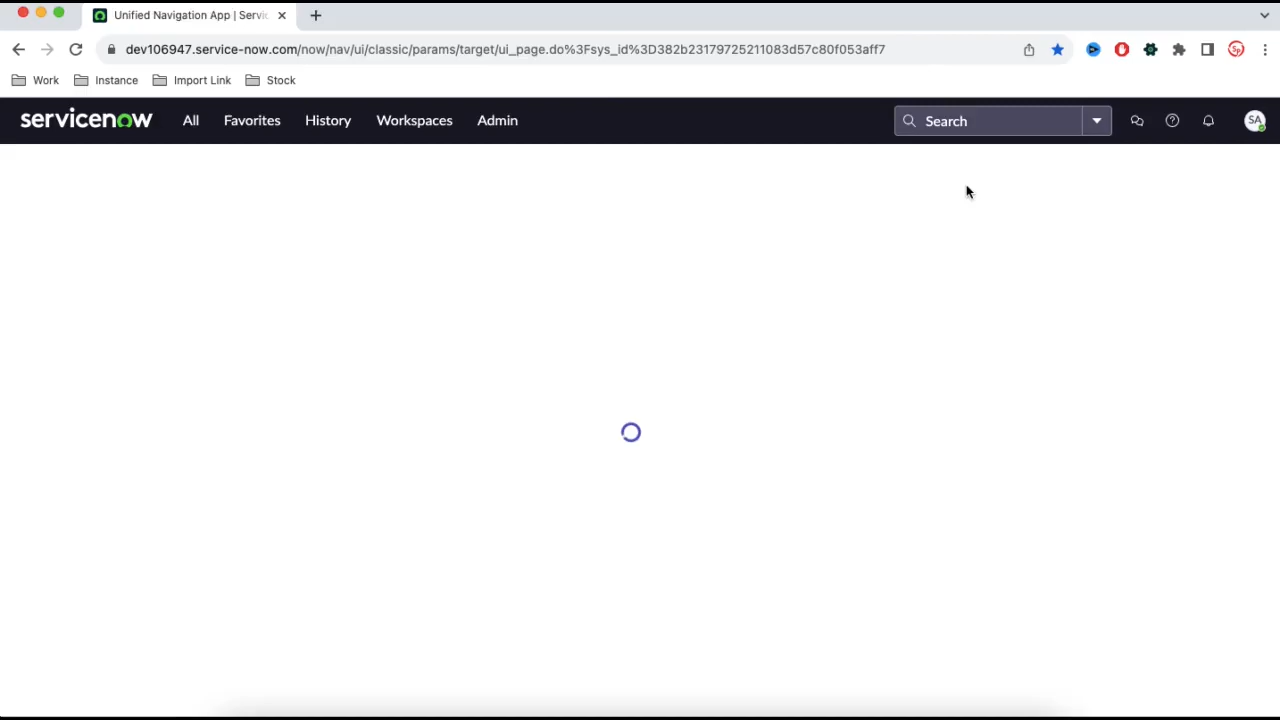 Unified Navigation App | Servic
dev106947.service-now.com/now/nav/ui/classic/params/target/ui_page.do%3Fsys_id%3D382b23179725211083d57c80f053aff7
Work Instance Import Link Stock
servicenow All Favorites History Workspaces Admin Search SA